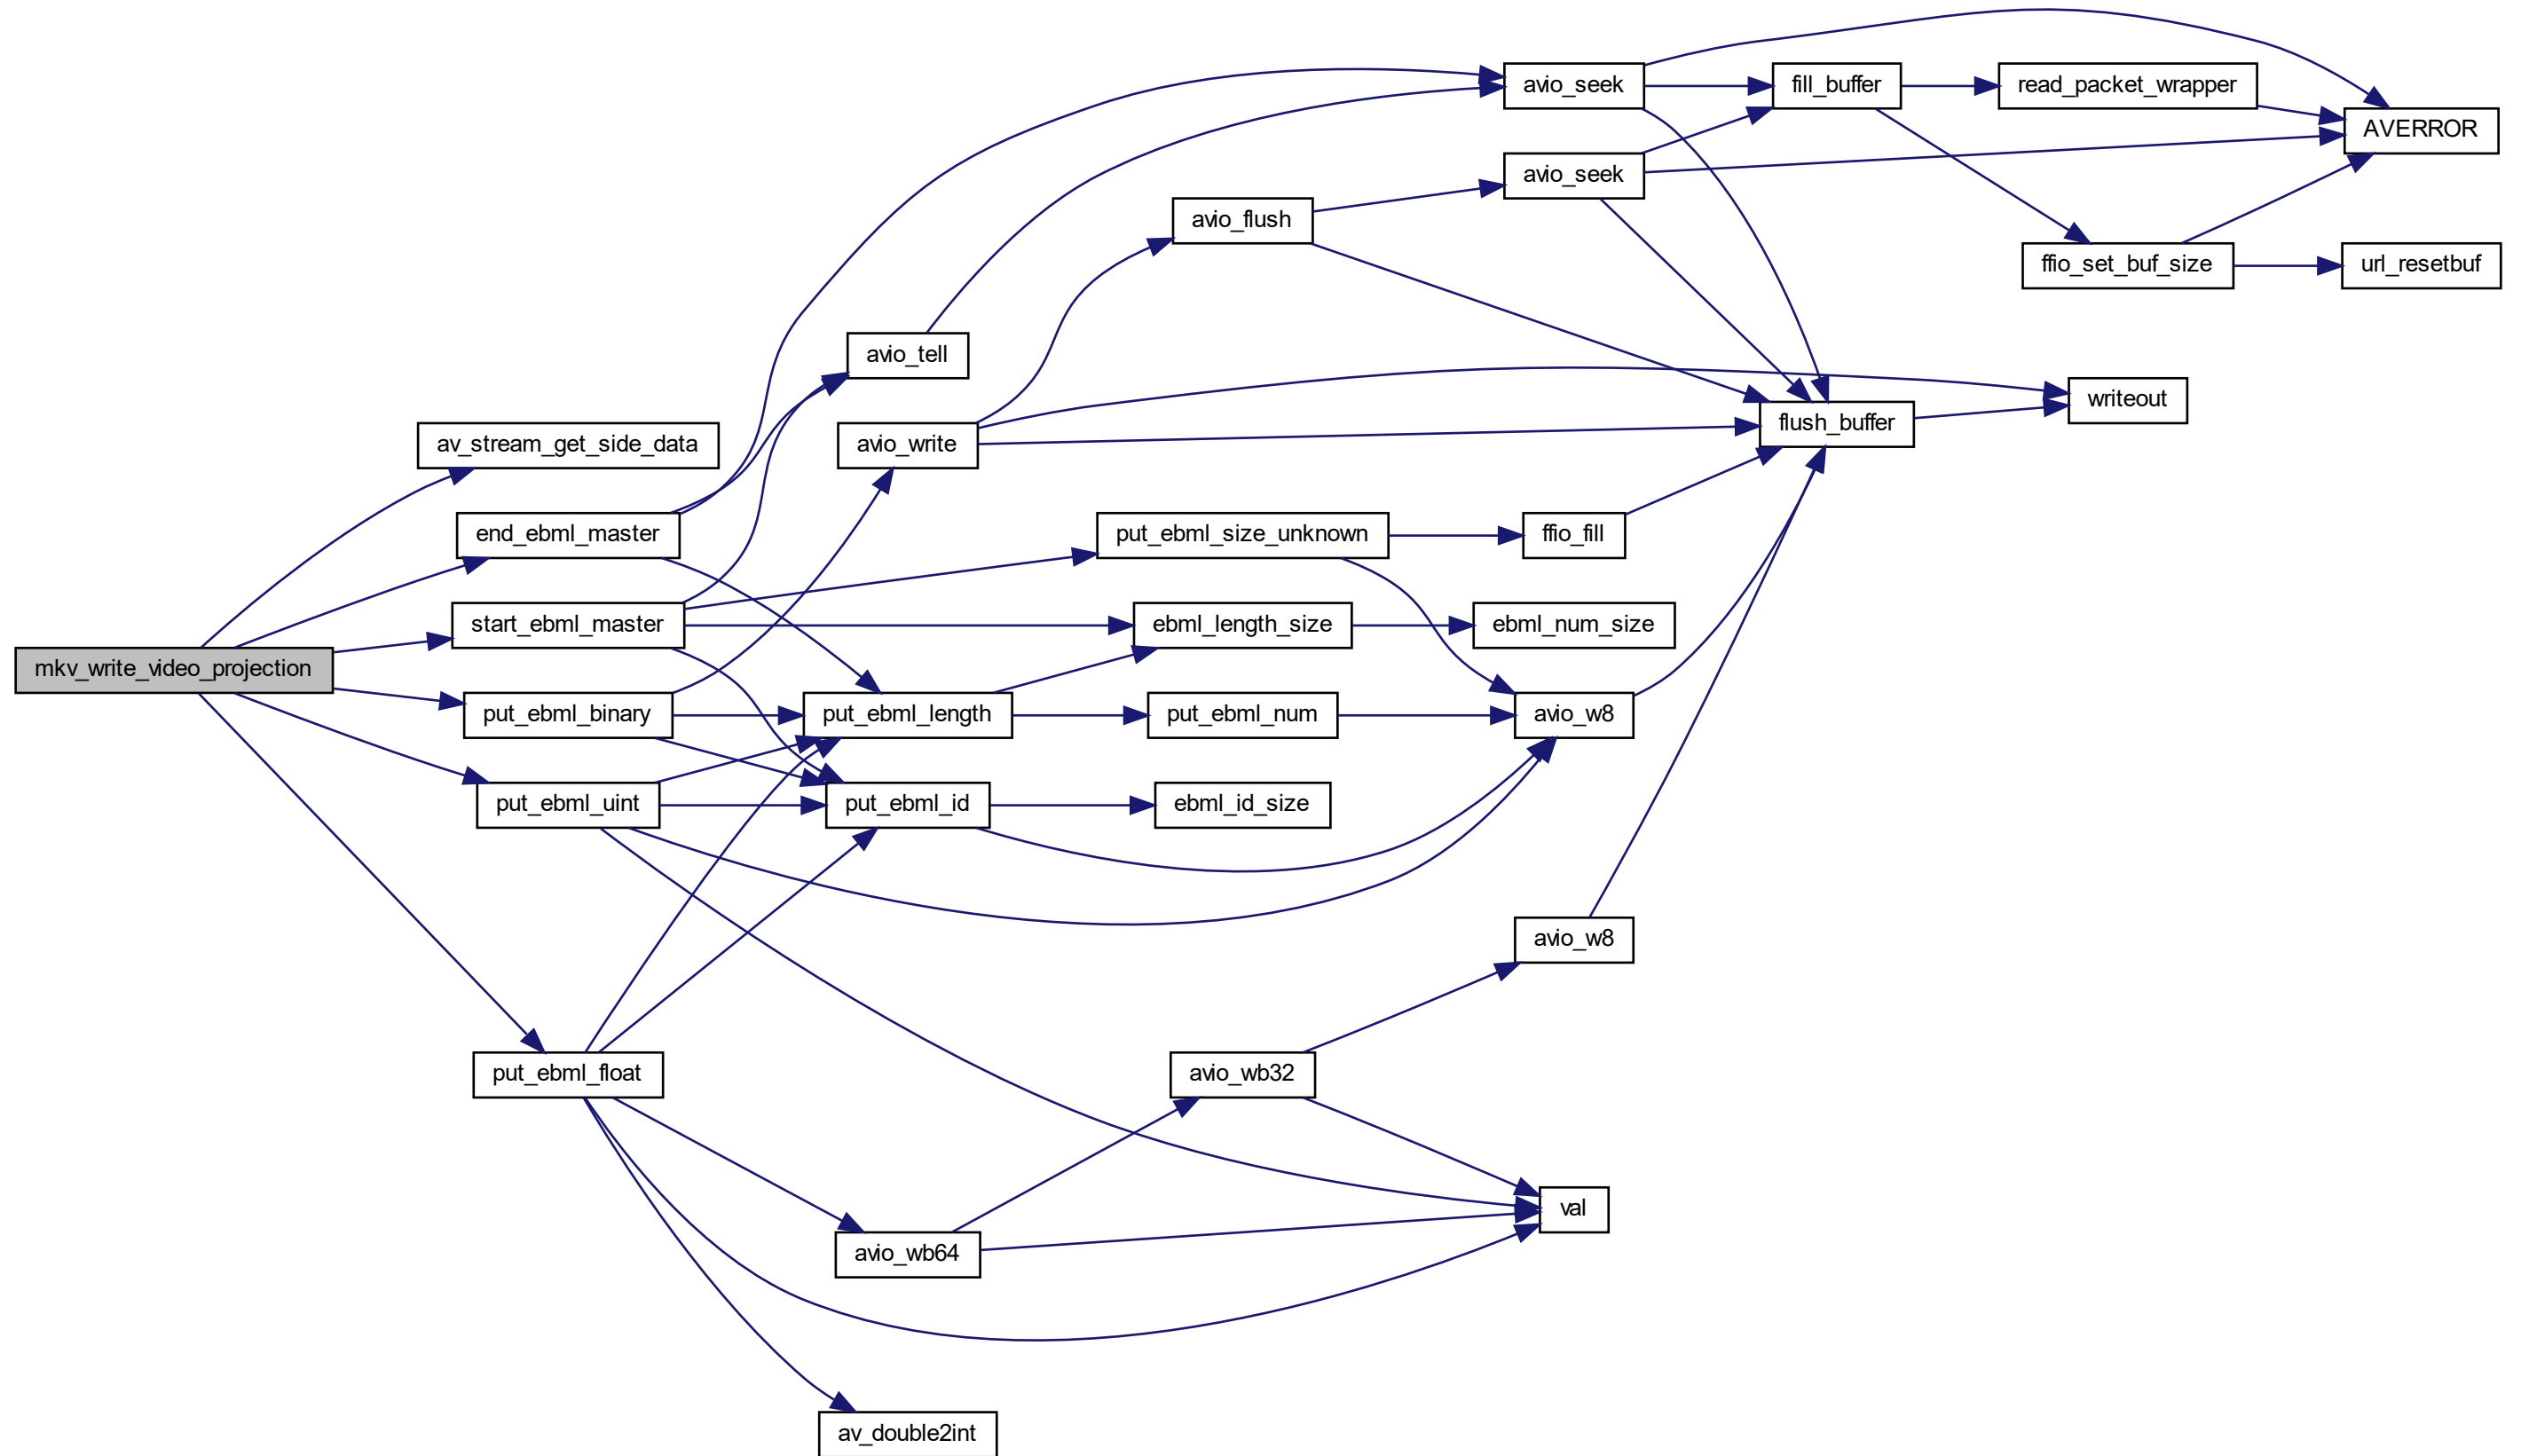 mkv_write_video_projection
av_stream_get_side_data
end_ebml_master
start_ebml_master
put_ebml_binary
put_ebml_uint
put_ebml_float
avio_tell
avio_write
put_ebml_length
put_ebml_id
avio_wb64
av_double2int
avio_flush
put_ebml_size_unknown
ebml_length_size
put_ebml_num
ebml_id_size
avio_wb32
avio_seek
avio_seek
ffio_fill
ebml_num_size
avio_w8
avio_w8
val
fill_buffer
flush_buffer
read_packet_wrapper
ffio_set_buf_size
writeout
AVERROR
url_resetbuf